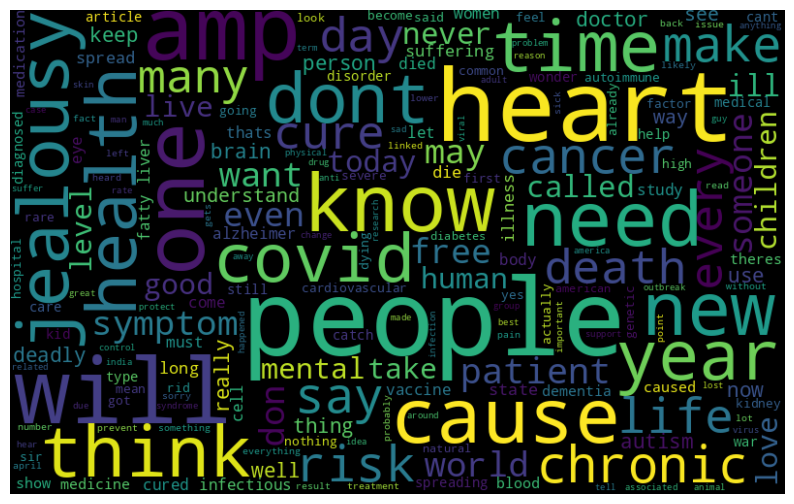 article
look
become
said
women
feel
doctor
see
cant
back
issue
anything
medication
keep
spread
amp
day
never
time
make
suffering
term
problem
reason
likely
many
person
died
disorder
common
wonder
autoimmune
ill
jealousy
health
one
dont
heart
skin
case
live
going
lower
adult
factor
medical
fact
man
thats
cure
let
way
guy
much
left
brain
today
may
sick
already
help
diagnosed
eye
heard
sad
viral
cancer
high
every
someone
children
suffer
rate
want
die
linked
physical
drug
severe
first
called
study
read
level
fatty liver
understand
anti
illness
rare
gets
know
need
even
alzheimer
research
dying
hospital
change
diabetes
america
theres
care
good
covid
free
body
death
use
great
come
away
human
yes
american
outbreak
without
kid
protect
still
cardiovascular
actually
genetic
symptom
made
people
group
new
control
must
catch
best
important
support
point
deadly
happened
infection
pain
india
year
related
will
long
really
mental
take
patient
type
rid
state
caused
lost
now
mean
cell
vaccine
dementia
kidney
got
don
say
cause
life
love
due
sorry
syndrome
probably
lot
number
prevent
something
thing
around
virus
hear
everything
nothing
idea
autism
war
think
sir
well
risk
world
natural
chronic
april
spreading
show
medicine
cured
infectious
blood
result
treatment
tell
associated
animal